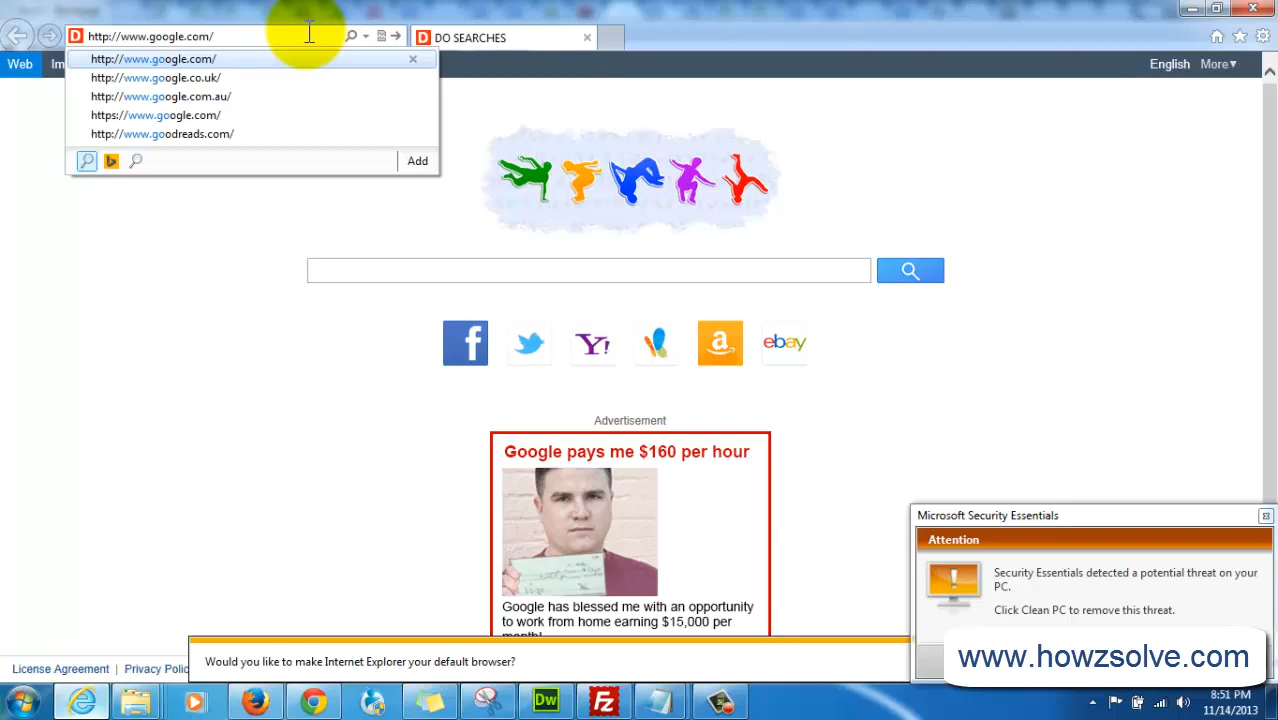 http://www.google.com/
DO SEARCHES
http://www.google.com/
http://www.google.co.uk/
http://www.google.com.au/
https://www.google.com/
http://www.goodreads.com/
Add
Web
English
More
ebay
Advertisement
Google pays me $160 per hour
Google has blessed me with an opportunity
to work from home earning $15,000 per
Microsoft Security Essentials
Attention
Security Essentials detected a potential threat on your
PC.
Click Clean PC to remove this threat.
www.howzsolve.com
Would you like to make Internet Explorer your default browser?
License Agreement
8:51 PM
11/14/2013
Dw
Fz